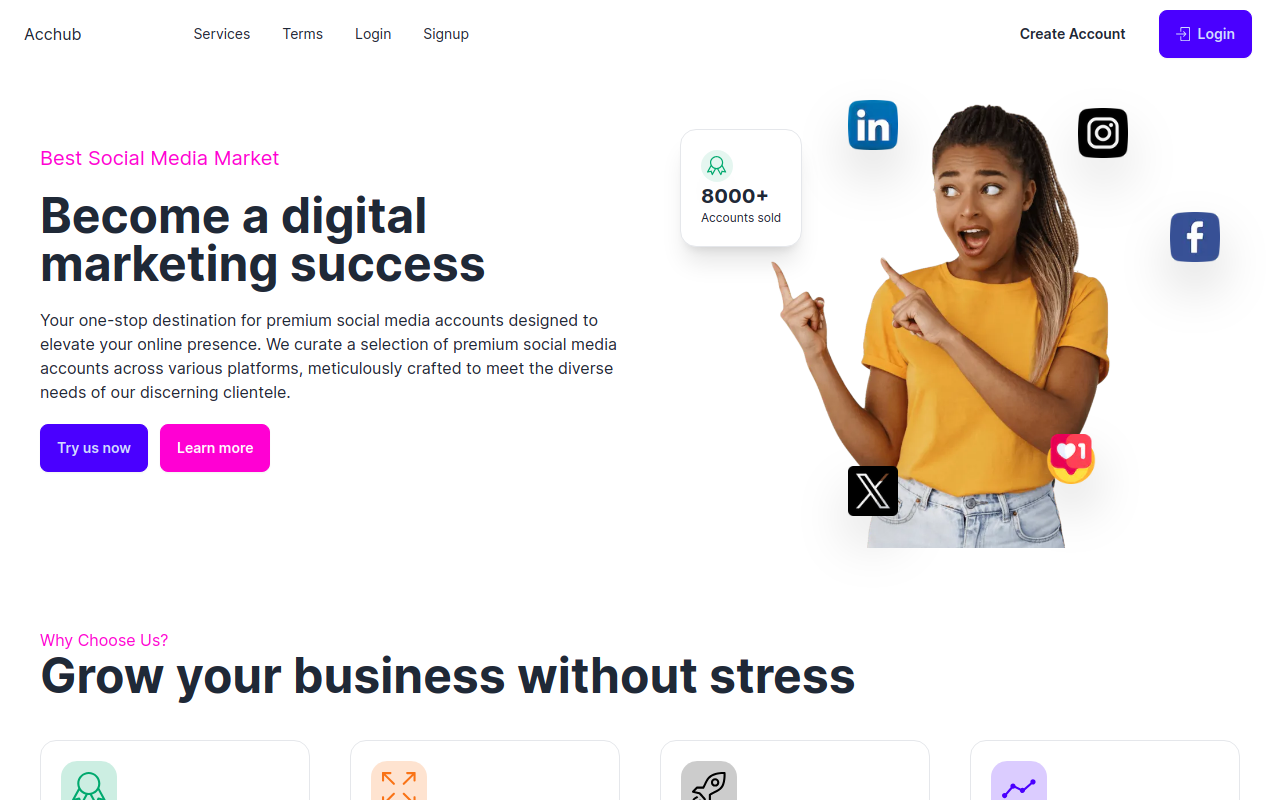 Acchub
Services
Terms
Login
Signup
Create Account
Login
Best Social Media Market
Become a digital
marketing success
Your one-stop destination for premium social media accounts designed to
elevate your online presence. We curate a selection of premium social media
accounts across various platforms, meticulously crafted to meet the diverse
needs of our discerning clientele.
Try us now
Learn more
8000+
Accounts sold
in
f
X
1
Why Choose Us?
Grow your business without stress